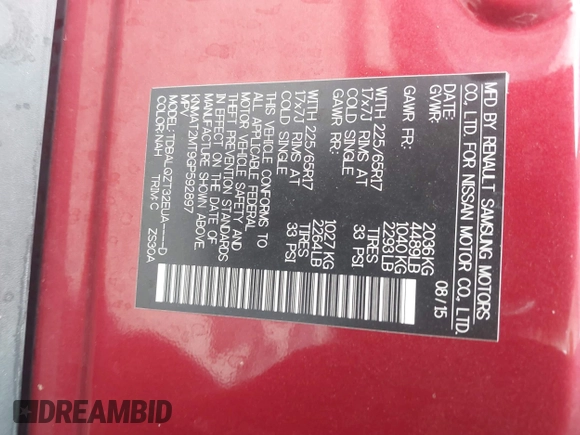 MFD BY RENAULT SAMSUNG MOTORS
CO., LTD. FOR NISSAN MOTOR CO., LTD.
DATE: 08/15
GVWR: 2036KG 4489LB
GAWR FR: 1040KG 2293LB
WITH 225/65R17 TIRES
17x7J RIMS AT 33 PSI
COLD SINGLE
GAWR RR: 1027KG 2264LB
WITH 225/65R17 TIRES
17x7J RIMS AT 33 PSI
COLD SINGLE
THIS VEHICLE CONFORMS TO
ALL APPLICABLE FEDERAL
MOTOR VEHICLE SAFETY AND
THEFT PREVENTION STANDARDS
IN EFFECT ON THE DATE OF
MANUFACTURE SHOWN ABOVE
KNMAT2MT9GP592897
MPV
MODEL: TDBALQZT32EUA-----D
COLOR: NAH TRIM: C ZS30A
DREAMBID